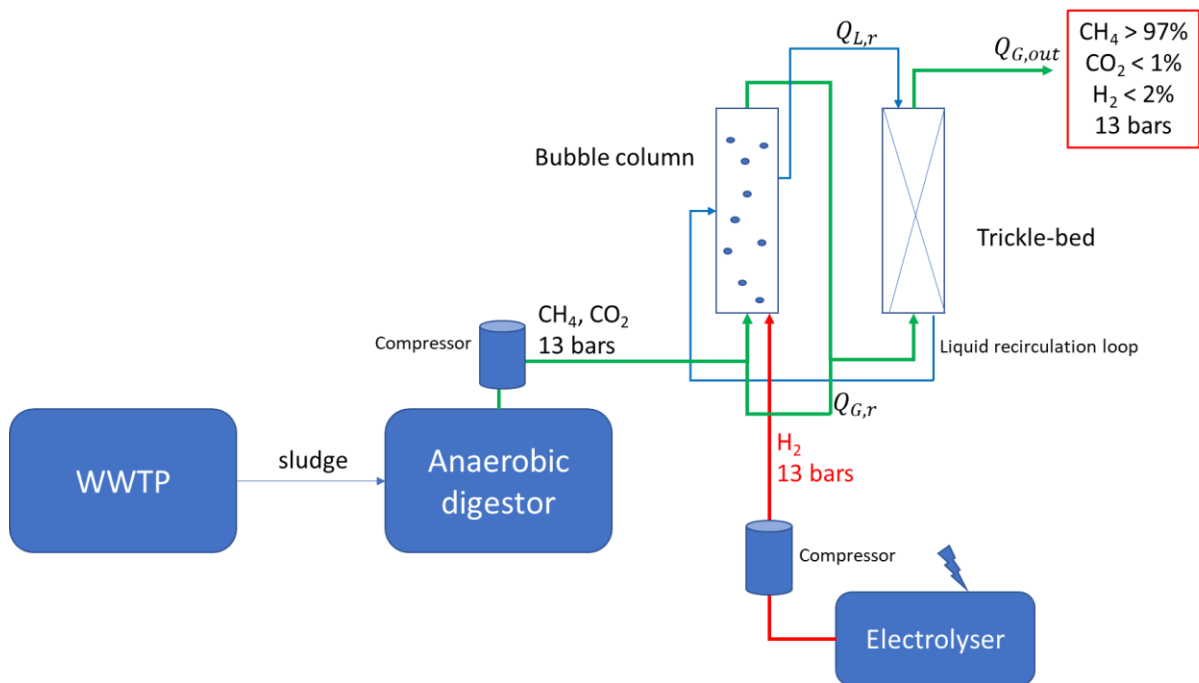 Q_{L,r}
Q_{G,out}
CH₄ > 97%
CO₂ < 1%
H₂ < 2%
13 bars
Bubble column
Trickle-bed
CH₄, CO₂
13 bars
Compressor
Liquid recirculation loop
Q_{G,r}
WWTP
sludge
Anaerobic
digestor
H₂
13 bars
Compressor
Electrolyser